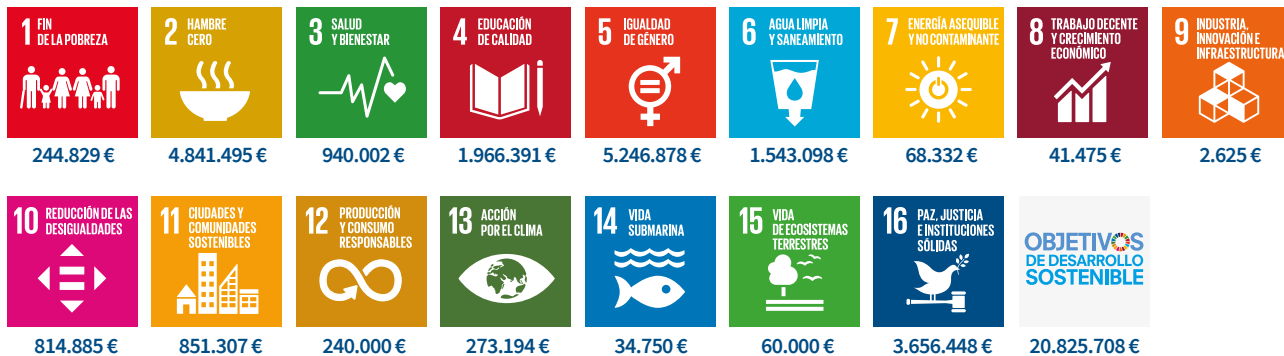 1 FIN
DE LA POBREZA
2 HAMBRE
CERO
3 SALUD
Y BIENESTAR
4 EDUCACIÓN
DE CALIDAD
5 IGUALDAD
DE GÉNERO
6 AGUA LIMPIA
Y SANEAMIENTO
7 ENERGÍA ASEQUIBLE
Y NO CONTAMINANTE
8 TRABAJO DECENTE
Y CRECIMIENTO
ECONÓMICO
9 INDUSTRIA,
INNOVACIÓN E
INFRAESTRUCTURA
244.829 €
4.841.495 €
940.002 €
1.966.391 €
5.246.878 €
1.543.098 €
68.332 €
41.475 €
2.625 €
10 REDUCCIÓN DE LAS
DESIGUALDADES
11 CIUDADES Y
COMUNIDADES
SOSTENIBLES
12 PRODUCCIÓN
Y CONSUMO
RESPONSABLES
13 ACCIÓN
POR EL CLIMA
14 VIDA
SUBMARINA
15 VIDA
DE ECOSISTEMAS
TERRESTRES
16 PAZ, JUSTICIA
E INSTITUCIONES
SÓLIDAS
OBJETIVOS
DE DESARROLLO
SOSTENIBLE
814.885 €
851.307 €
240.000 €
273.194 €
34.750 €
60.000 €
3.656.448 €
20.825.708 €